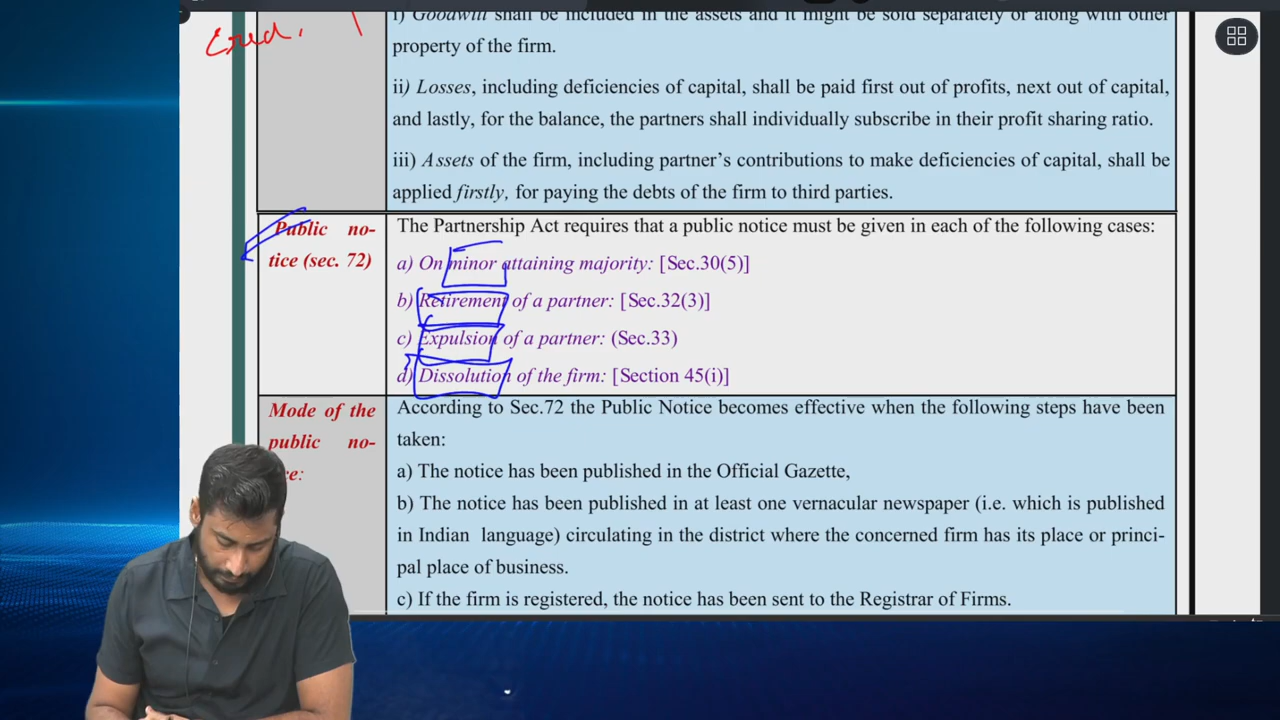 Cred.
i) Goodwill shall be included in the assets and it might be sold separately or along with other
property of the firm.
ii) Losses, including deficiencies of capital, shall be paid first out of profits, next out of capital,
and lastly, for the balance, the partners shall individually subscribe in their profit sharing ratio.
iii) Assets of the firm, including partner's contributions to make deficiencies of capital, shall be
applied firstly, for paying the debts of the firm to third parties.
Public no-
tice (sec. 72)
The Partnership Act requires that a public notice must be given in each of the following cases:
a) On minor attaining majority: [Sec.30(5)]
b) Retirement of a partner: [Sec.32(3)]
c) Expulsion of a partner: (Sec.33)
d) Dissolution of the firm: [Section 45(i)]
Mode of the
public no-
ce:
According to Sec.72 the Public Notice becomes effective when the following steps have been
taken:
a) The notice has been published in the Official Gazette,
b) The notice has been published in at least one vernacular newspaper (i.e. which is published
in Indian language) circulating in the district where the concerned firm has its place or princi-
pal place of business.
c) If the firm is registered, the notice has been sent to the Registrar of Firms.